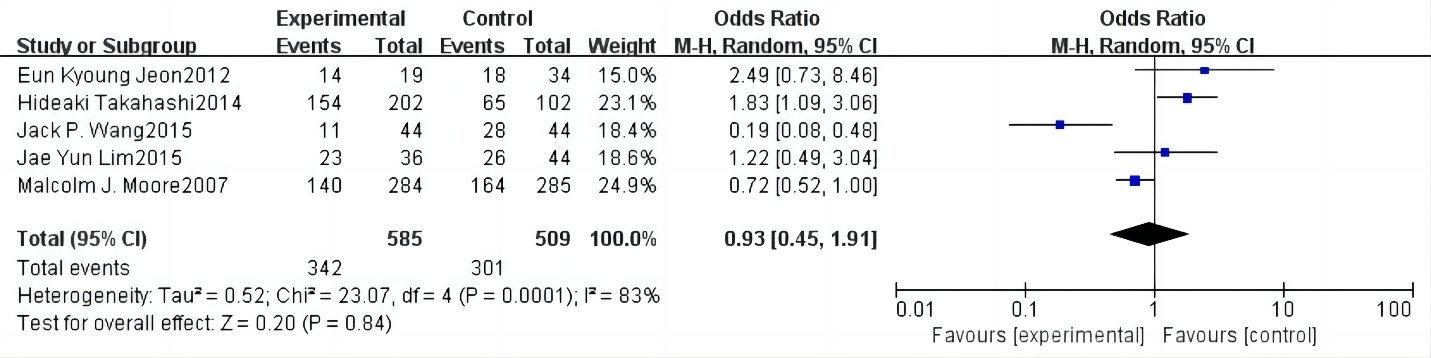 Experimental Control Odds Ratio Odds Ratio
Study or Subgroup Events Total Events Total Weight M-H, Random, 95% CI M-H, Random, 95% CI
Eun Kyoung Jeon2012 14 19 18 34 15.0% 2.49 [0.73, 8.46]
Hideaki Takahashi2014 154 202 65 102 23.1% 1.83 [1.09, 3.06]
Jack P. Wang2015 11 44 28 44 18.4% 0.19 [0.08, 0.48]
Jae Yun Lim2015 23 36 26 44 18.6% 1.22 [0.49, 3.04]
Malcolm J. Moore2007 140 284 164 285 24.9% 0.72 [0.52, 1.00]
Total (95% CI) 585 509 100.0% 0.93 [0.45, 1.91]
Total events 342 301
Heterogeneity: Tau² = 0.52; Chi² = 23.07, df = 4 (P = 0.0001); I² = 83%
Test for overall effect: Z = 0.20 (P = 0.84)
0.01 0.1 1 10 100
Favours [experimental] Favours [control]